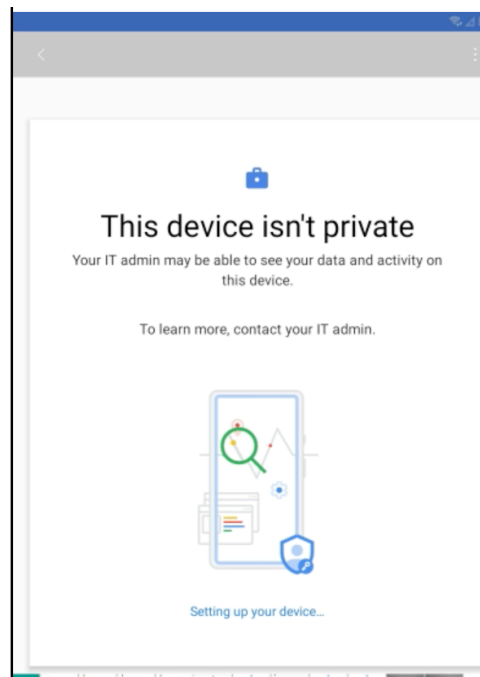 This device isn't private
Your IT admin may be able to see your data and activity on
this device.
To learn more, contact your IT admin.
Setting up your device...